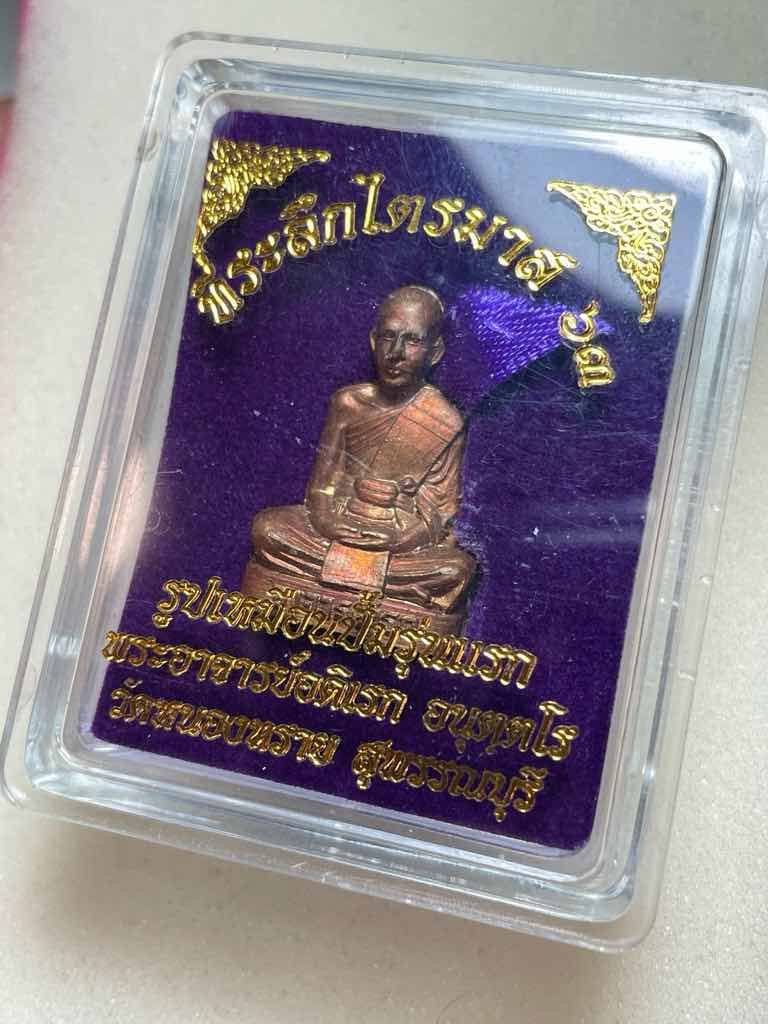 ที่ระลึกไตรมาส ๖๓
รูปเหมือนปั๊มรุ่นแรก
พระอาจารย์อดิเรก อนุตฺตโร
วัดหนองทราย สุพรรณบุรี